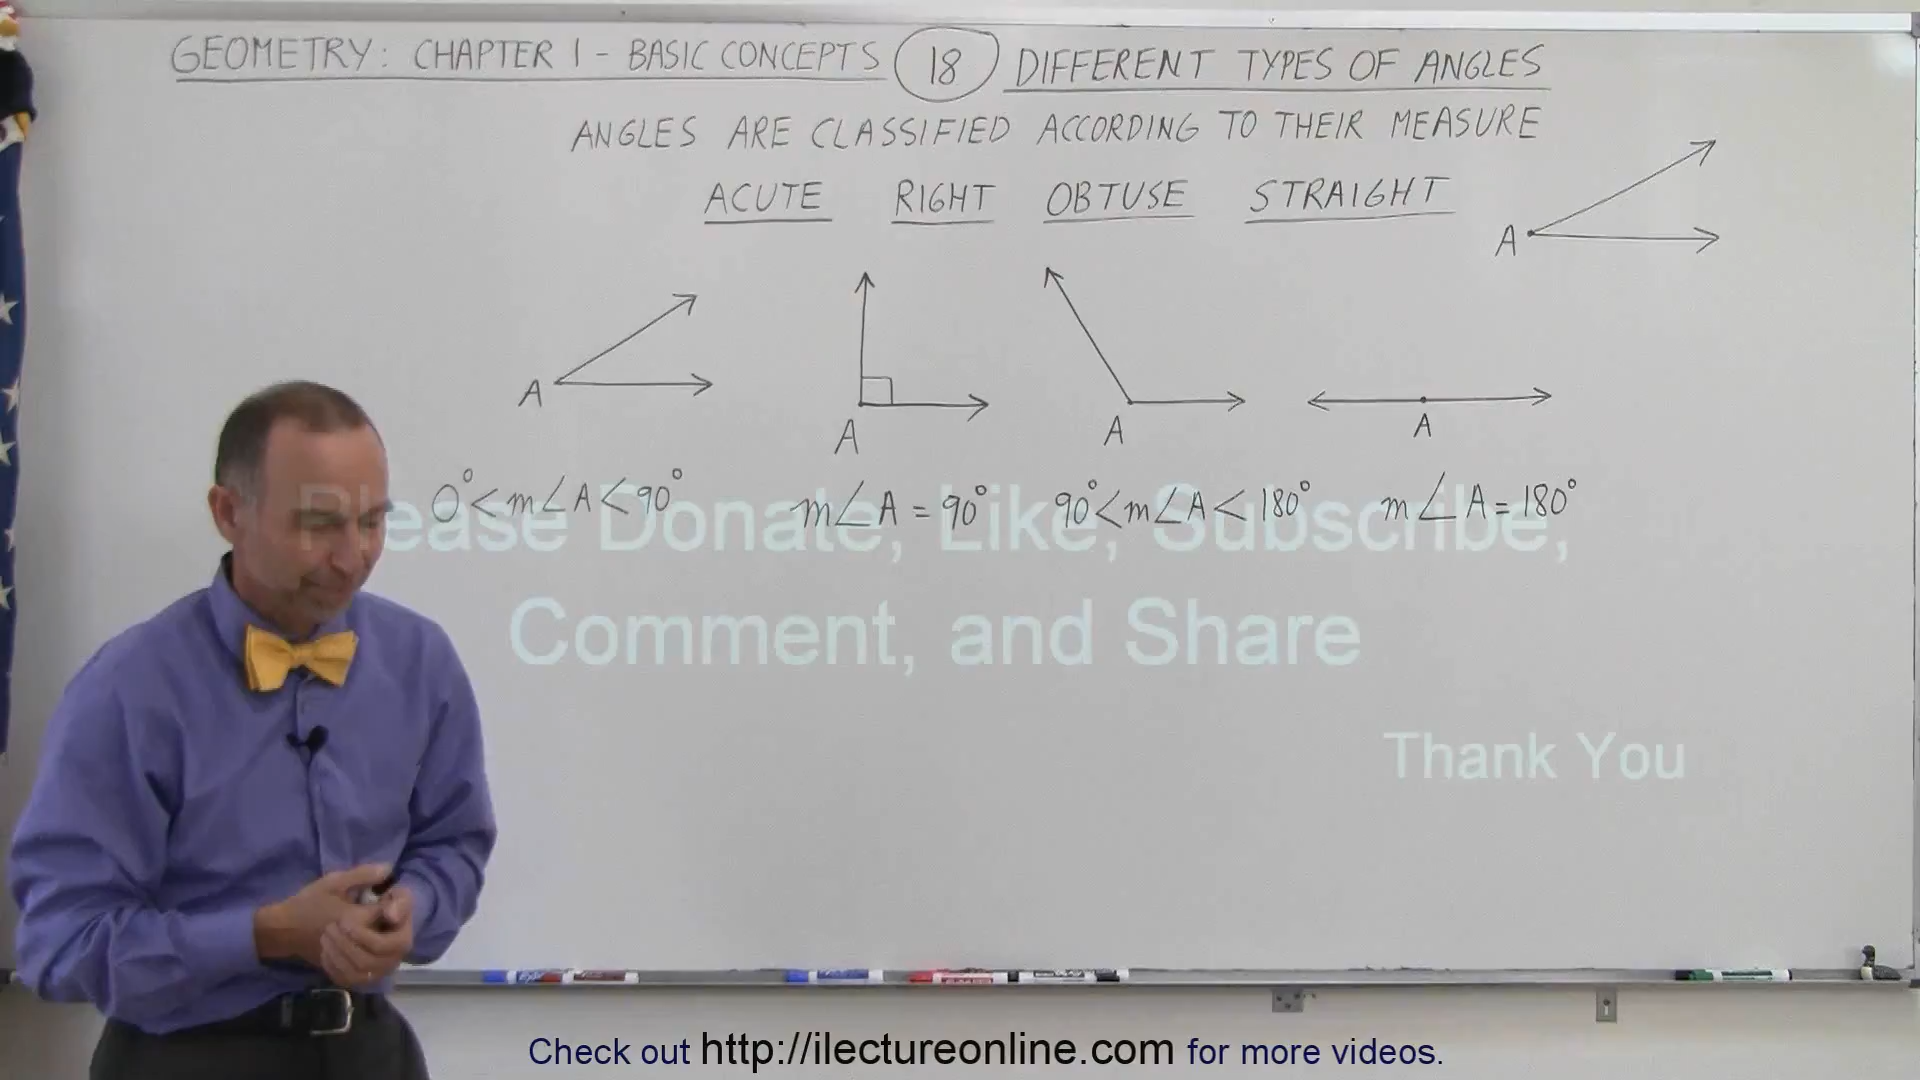 GEOMETRY: CHAPTER 1 - BASIC CONCEPTS 18 DIFFERENT TYPES OF ANGLES
ANGLES ARE CLASSIFIED ACCORDING TO THEIR MEASURE
ACUTE RIGHT OBTUSE STRAIGHT
A
A A A A
0° < m∠A < 90° m∠A = 90° 90° < m∠A < 180° m∠A = 180°
Please Donate, Like, Subscribe,
Comment, and Share
Thank You
Check out http://ilectureonline.com for more videos.